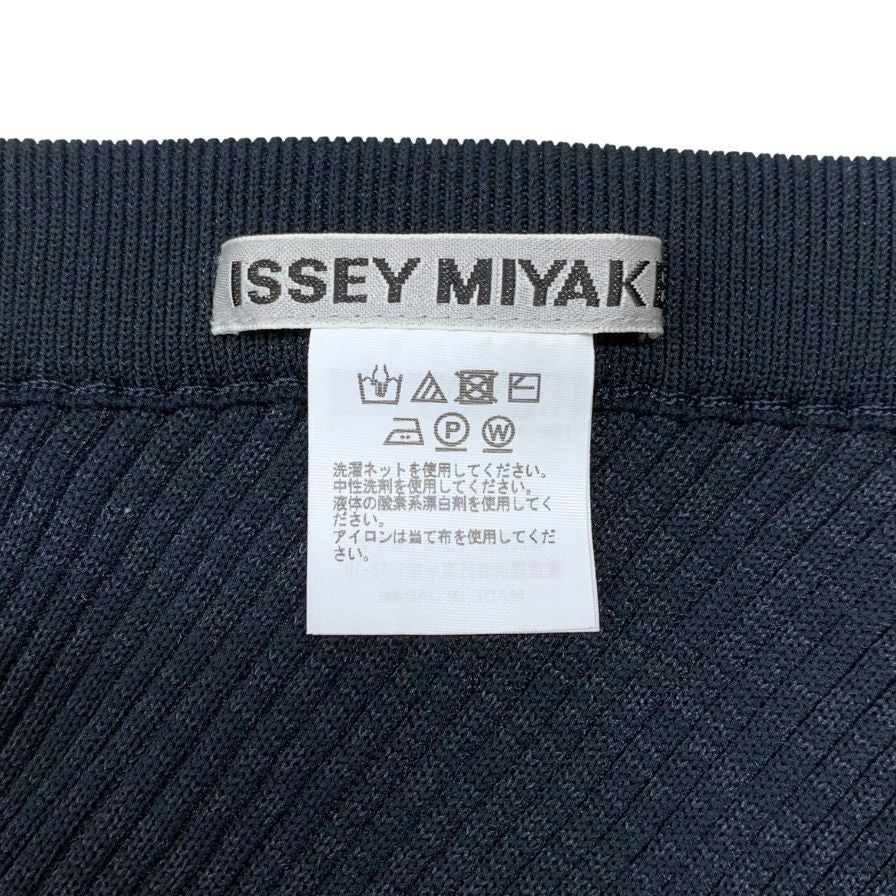 ISSEY MIYAKE
P W
洗濯ネットを使用してください。
中性洗剤を使用してください。
液体の酸素系漂白剤を使用してく
ださい。
アイロンは当て布を使用してくだ
さい。
MADE IN JAPAN